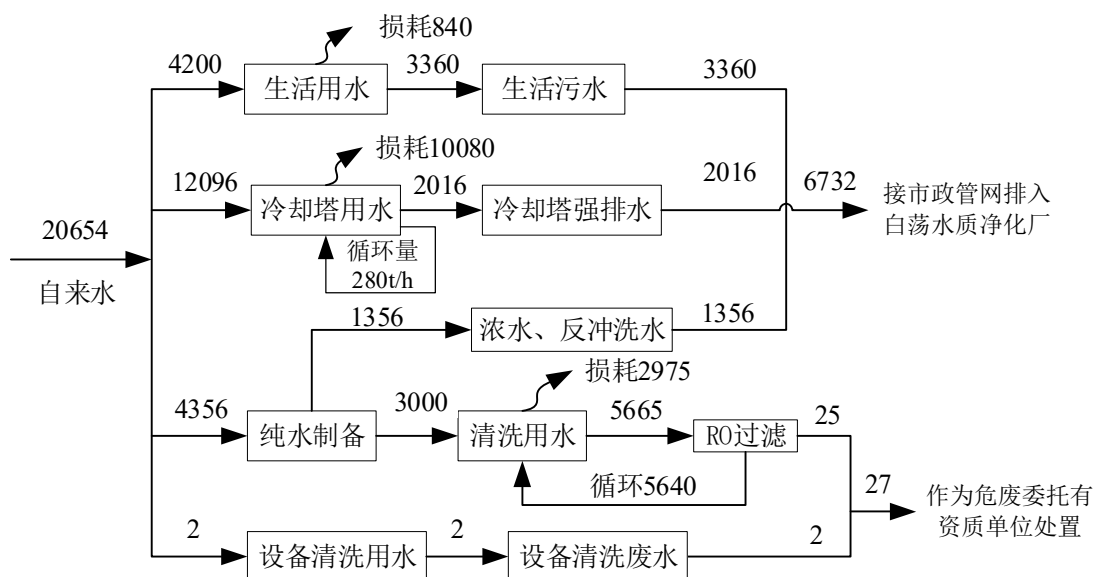 损耗840
4200
生活用水
3360
生活污水
3360
损耗10080
12096
冷却塔用水
2016
冷却塔强排水
2016
6732
接市政管网排入
白荡水质净化厂
循环量
280t/h
20654
自来水
1356
浓水、反冲洗水
1356
损耗2975
4356
纯水制备
3000
清洗用水
5665
RO过滤
25
循环5640
27
作为危废委托有
资质单位处置
2
设备清洗用水
2
设备清洗废水
2